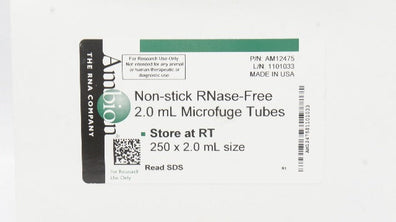 Ambion
THE RNA COMPANY
For Research Use Only
Not intended for any animal
or human therapeutic or
diagnostic use
P/N: AM12475
L/N: 1101033
MADE IN USA
Non-stick RNase-Free
2.0 mL Microfuge Tubes
▪ Store at RT
250 x 2.0 mL size
Read SDS
For Research
Use Only